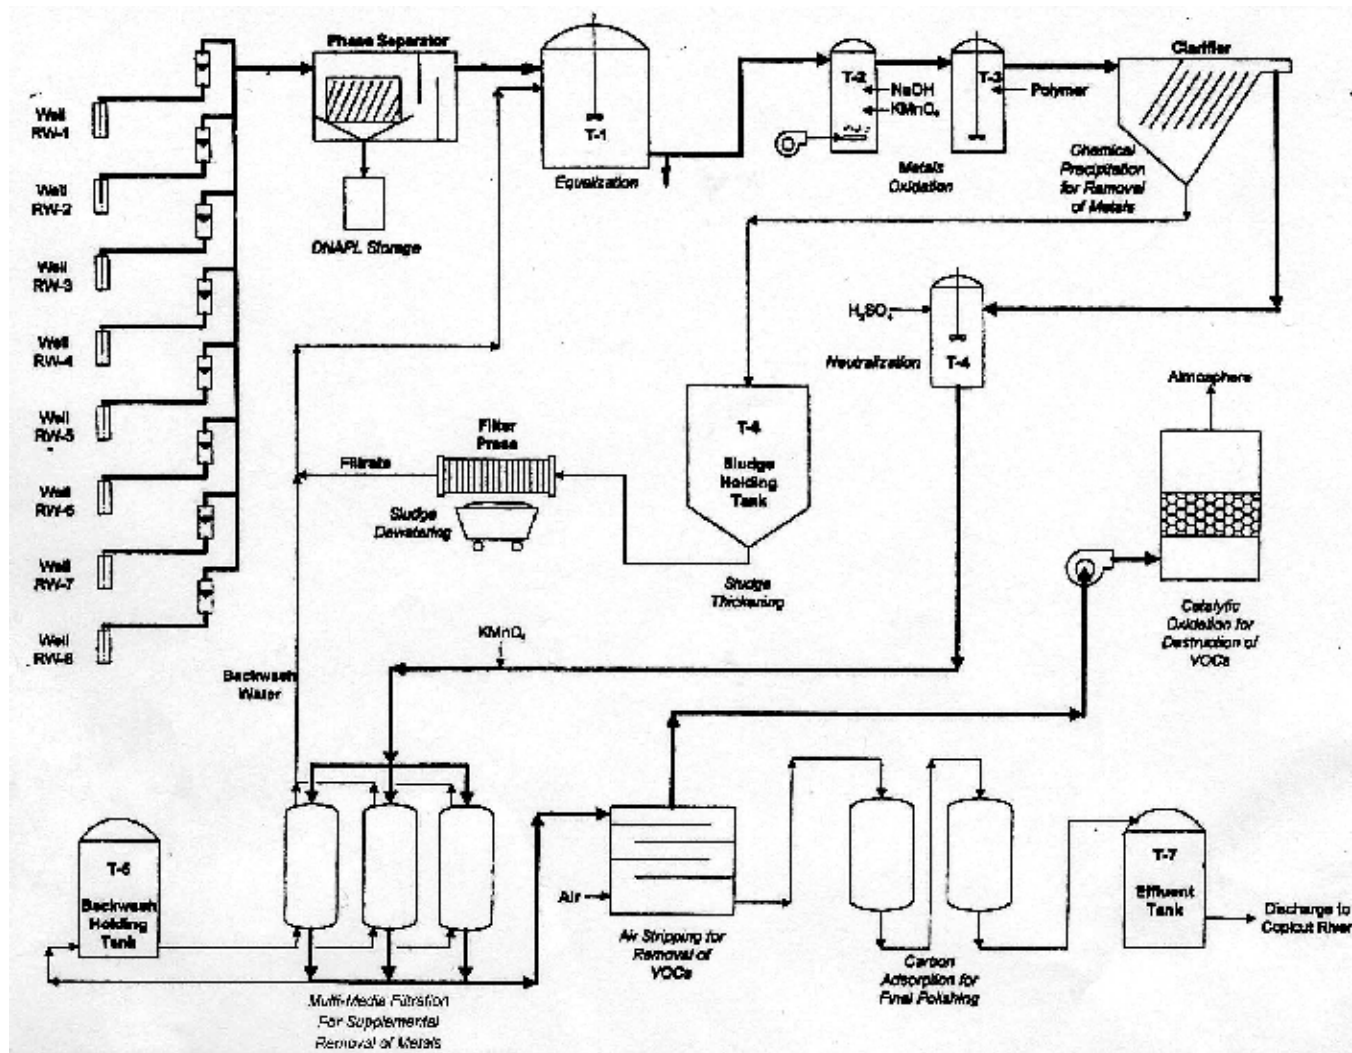 Phase Separator
Clarifier
T-2
T-3
NaOH
KMnO₄
Polymer
T-1
Equalization
Metals
Oxidation
Chemical
Precipitation
for Removal
of Metals
DNAPL Storage
Well
RW-1
Well
RW-2
Well
RW-3
Well
RW-4
Well
RW-5
Well
RW-6
Well
RW-7
Well
RW-8
H₂SO₄
Neutralization
T-4
Atmosphere
Filter
Press
Filtrate
Sludge
Dewatering
Sludge
Holding
Tank
Sludge
Thickening
Catalytic
Oxidation for
Destruction of
VOCs
KMnO₄
Backwash
Water
T-5
Backwash
Holding
Tank
Air
Air Stripping for
Removal of
VOCs
Carbon
Adsorption for
Final Polishing
T-7
Effluent
Tank
Discharge to
Copicut River
Multi-Media Filtration
For Supplemental
Removal of Metals